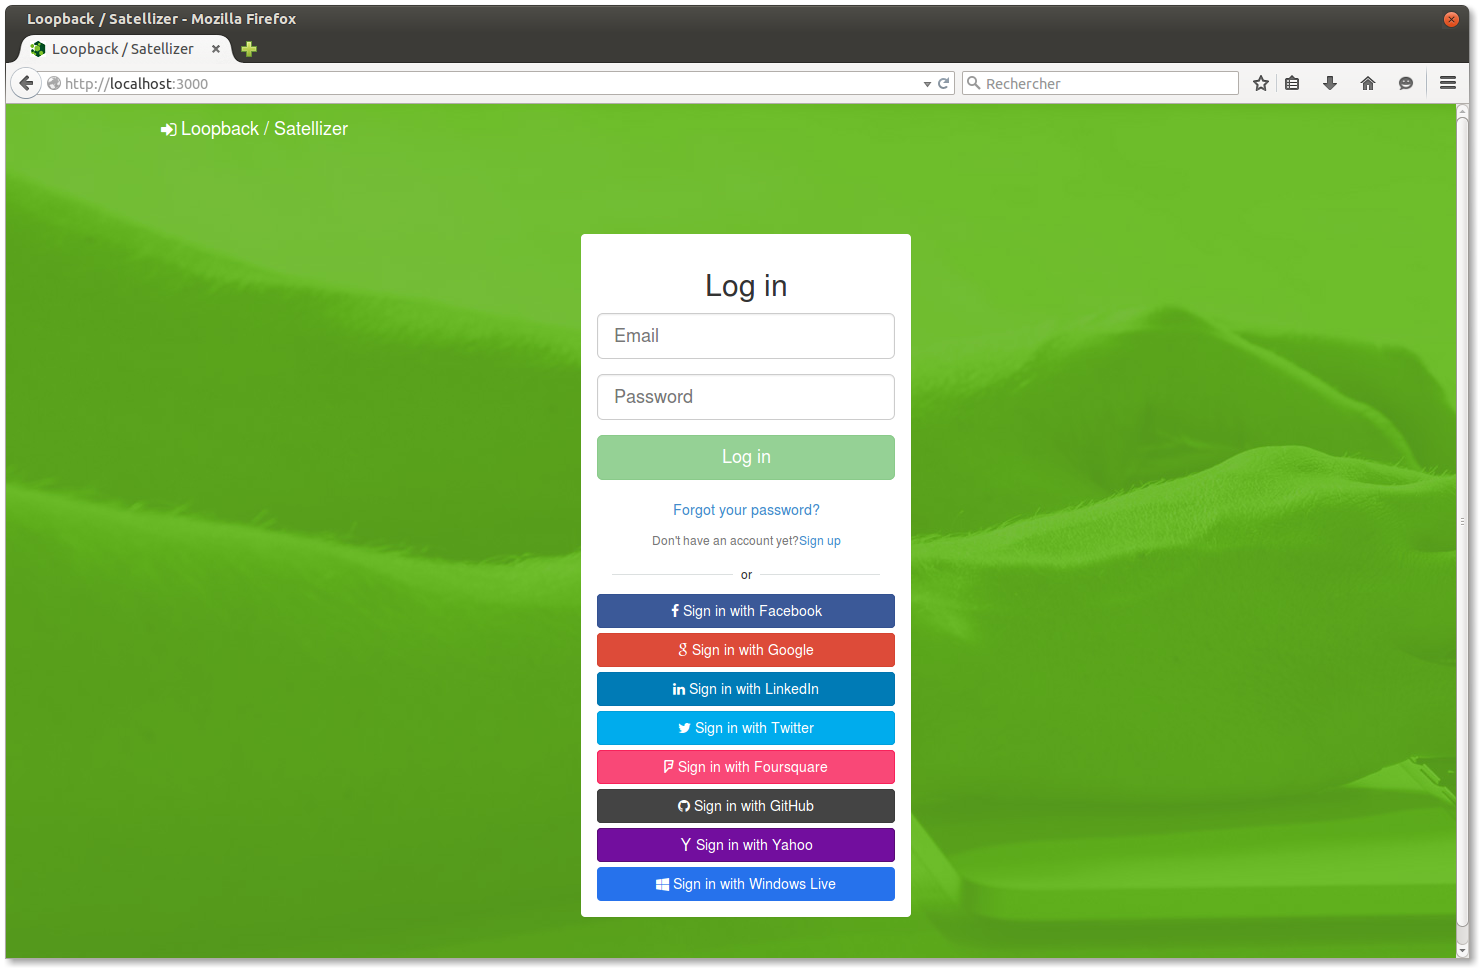 Loopback / Satellizer - Mozilla Firefox
Loopback / Satellizer
http://localhost:3000
Rechercher
Loopback / Satellizer
Log in
Email
Password
Log in
Forgot your password?
Don't have an account yet?Sign up
or
Sign in with Facebook
Sign in with Google
Sign in with LinkedIn
Sign in with Twitter
Sign in with Foursquare
Sign in with GitHub
Sign in with Yahoo
Sign in with Windows Live